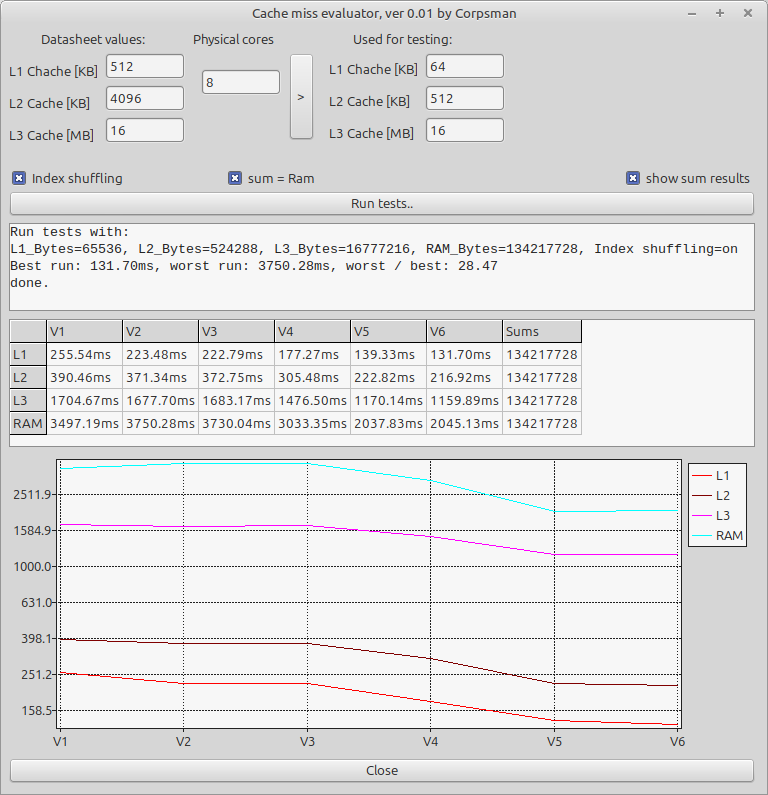 Cache miss evaluator, ver 0.01 by Corpsman
Datasheet values: Physical cores Used for testing:
L1 Chache [KB] 512 8 > L1 Chache [KB] 64
L2 Cache [KB] 4096 L2 Cache [KB] 512
L3 Cache [MB] 16 L3 Cache [MB] 16
Index shuffling sum = Ram show sum results
Run tests..
Run tests with:
L1_Bytes=65536, L2_Bytes=524288, L3_Bytes=16777216, RAM_Bytes=134217728, Index shuffling=on
Best run: 131.70ms, worst run: 3750.28ms, worst / best: 28.47
done.
V1 V2 V3 V4 V5 V6 Sums
L1 255.54ms 223.48ms 222.79ms 177.27ms 139.33ms 131.70ms 134217728
L2 390.46ms 371.34ms 372.75ms 305.48ms 222.82ms 216.92ms 134217728
L3 1704.67ms 1677.70ms 1683.17ms 1476.50ms 1170.14ms 1159.89ms 134217728
RAM 3497.19ms 3750.28ms 3730.04ms 3033.35ms 2037.83ms 2045.13ms 134217728
2511.9
1584.9
1000.0
631.0
398.1
251.2
158.5
V1 V2 V3 V4 V5 V6
L1
L2
L3
RAM
Close